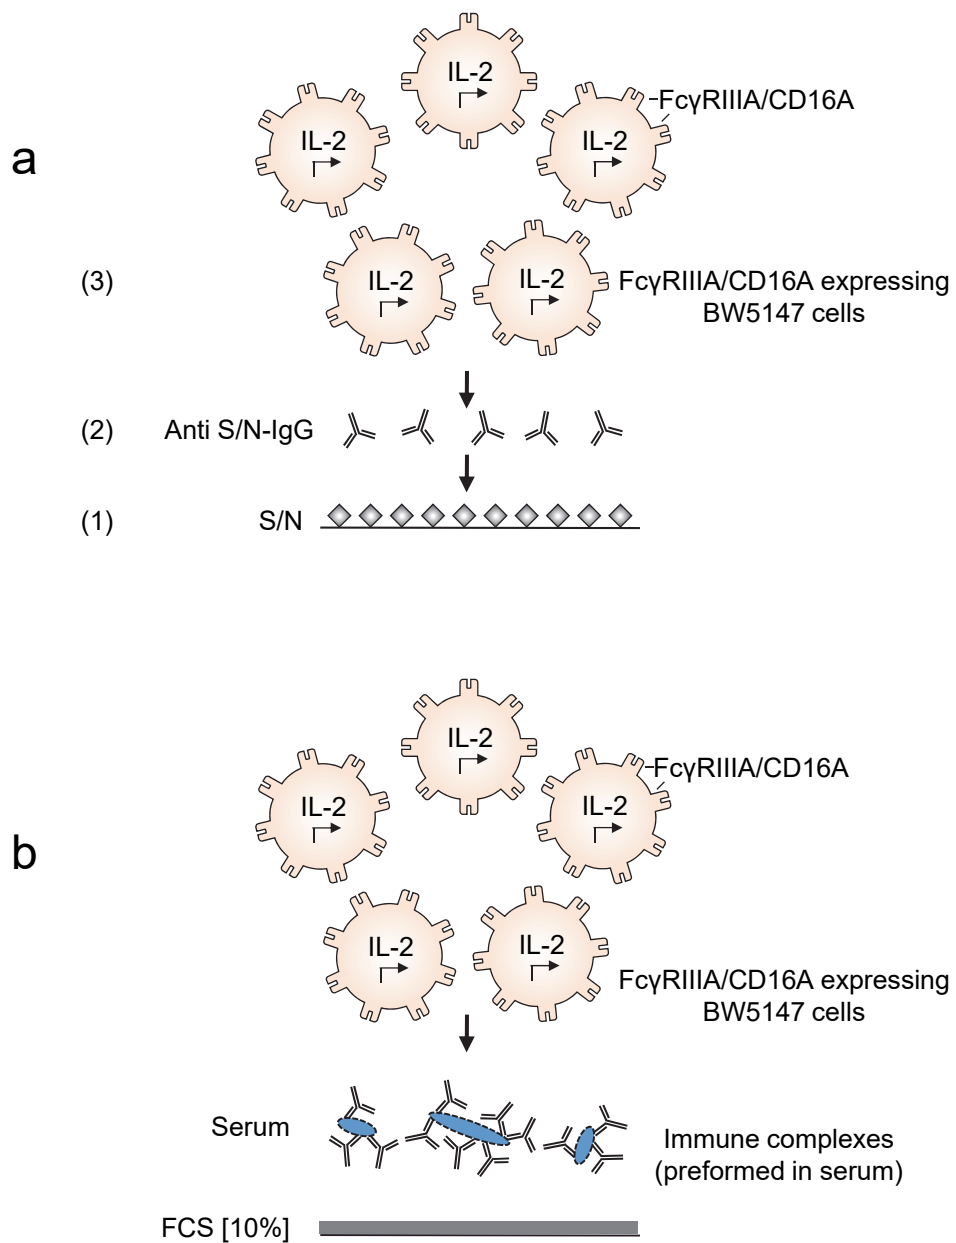 a
IL-2
IL-2
IL-2
FcγRIIIA/CD16A
(3)
IL-2
IL-2
FcγRIIIA/CD16A expressing
BW5147 cells
(2)
Anti S/N-IgG
(1)
S/N
b
IL-2
IL-2
IL-2
FcγRIIIA/CD16A
IL-2
IL-2
FcγRIIIA/CD16A expressing
BW5147 cells
Serum
Immune complexes
(preformed in serum)
FCS [10%]